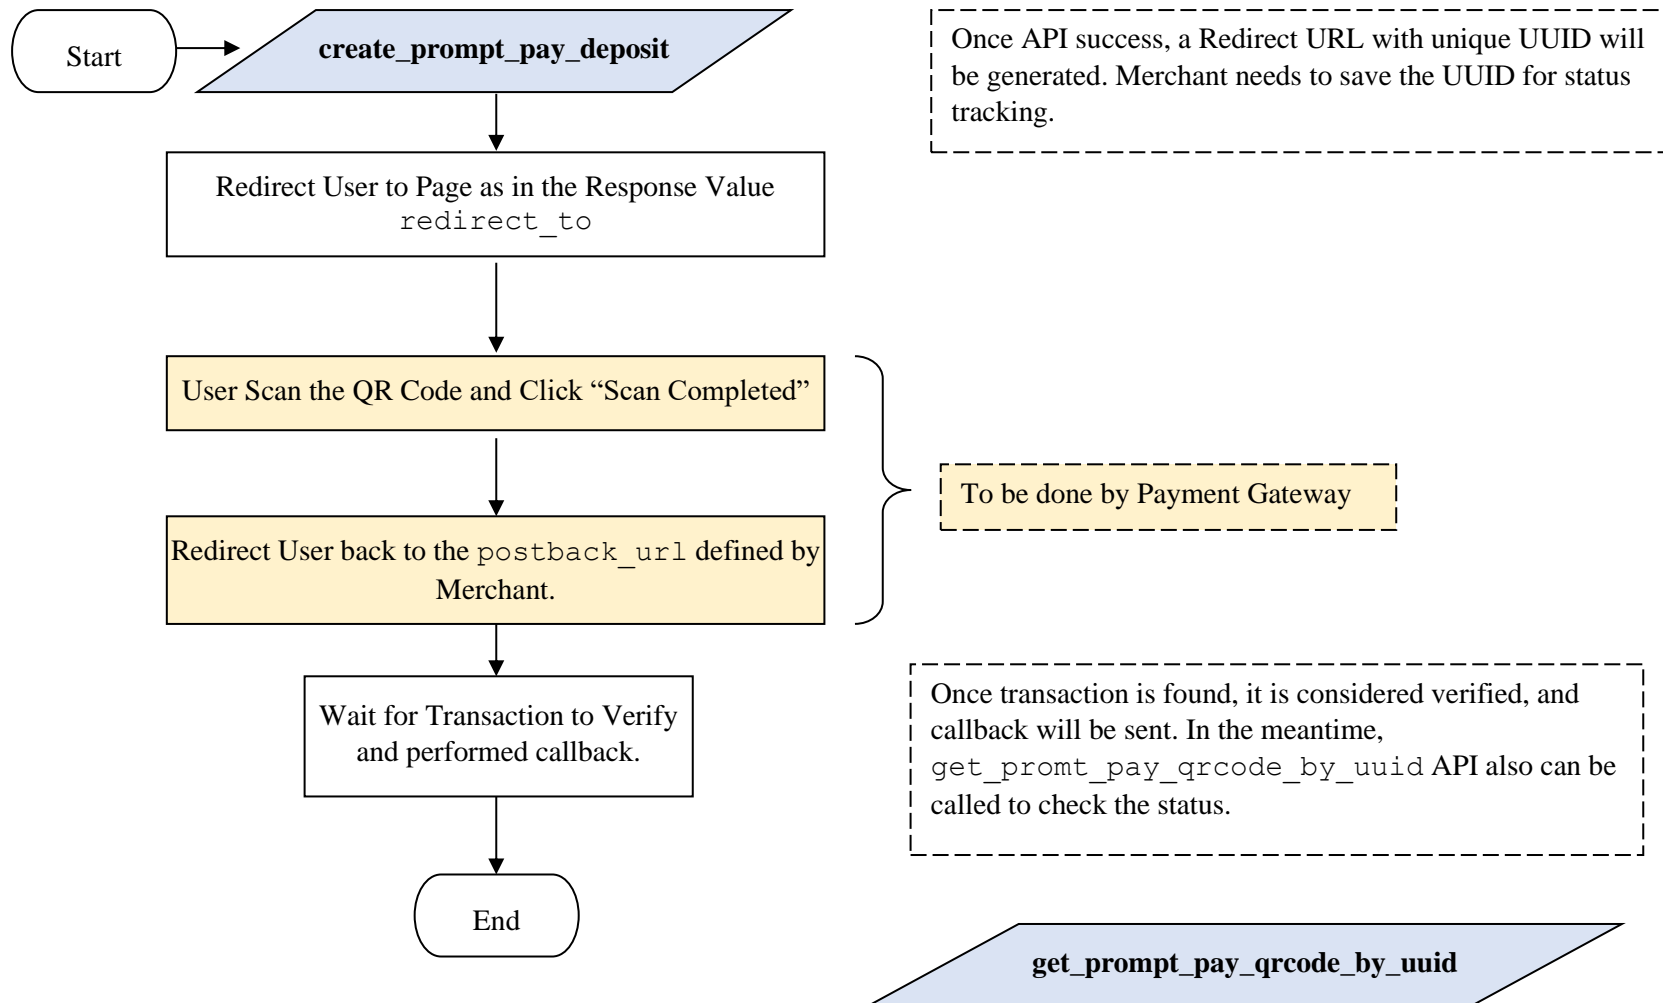 Start
create_prompt_pay_deposit
Once API success, a Redirect URL with unique UUID will
be generated. Merchant needs to save the UUID for status
tracking.
Redirect User to Page as in the Response Value
redirect_to
User Scan the QR Code and Click “Scan Completed”
To be done by Payment Gateway
Redirect User back to the postback_url defined by
Merchant.
Wait for Transaction to Verify
and performed callback.
Once transaction is found, it is considered verified, and
callback will be sent. In the meantime,
get_promt_pay_qrcode_by_uuid API also can be
called to check the status.
End
get_prompt_pay_qrcode_by_uuid